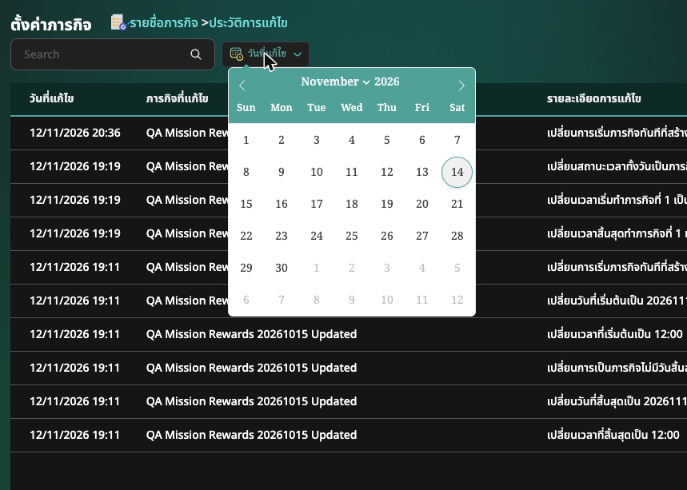 ตั้งค่าภารกิจ รายชื่อภารกิจ >ประวัติการแก้ไข
Search วันที่แก้ไข
November 2026
Sun Mon Tue Wed Thu Fri Sat
1 2 3 4 5 6 7
8 9 10 11 12 13 14
15 16 17 18 19 20 21
22 23 24 25 26 27 28
29 30 1 2 3 4 5
6 7 8 9 10 11 12
วันที่แก้ไข ภารกิจที่แก้ไข รายละเอียดการแก้ไข
12/11/2026 20:36 QA Mission เปลี่ยนการเริ่มภารกิจทันทีที่สร้าง
12/11/2026 19:19 QA Mission เปลี่ยนสถานะเวลาทั้งวันเป็นภาร
12/11/2026 19:19 QA Mission เปลี่ยนเวลาเริ่มทำภารกิจที่ 1
12/11/2026 19:19 QA Mission เปลี่ยนเวลาสิ้นสุดทำภารกิจที่ 1
12/11/2026 19:11 QA Mission เปลี่ยนการเริ่มภารกิจทันทีที่สร้าง
12/11/2026 19:11 QA Mission เปลี่ยนวันที่เริ่มต้นเป็น 202611
12/11/2026 19:11 QA Mission Rewards 20261015 Updated เปลี่ยนเวลาที่เริ่มต้นเป็น 12:00
12/11/2026 19:11 QA Mission Rewards 20261015 Updated เปลี่ยนการเป็นภารกิจไม่มีวันสิ้น
12/11/2026 19:11 QA Mission Rewards 20261015 Updated เปลี่ยนวันที่สิ้นสุดเป็น 202611
12/11/2026 19:11 QA Mission Rewards 20261015 Updated เปลี่ยนเวลาที่สิ้นสุดเป็น 12:00